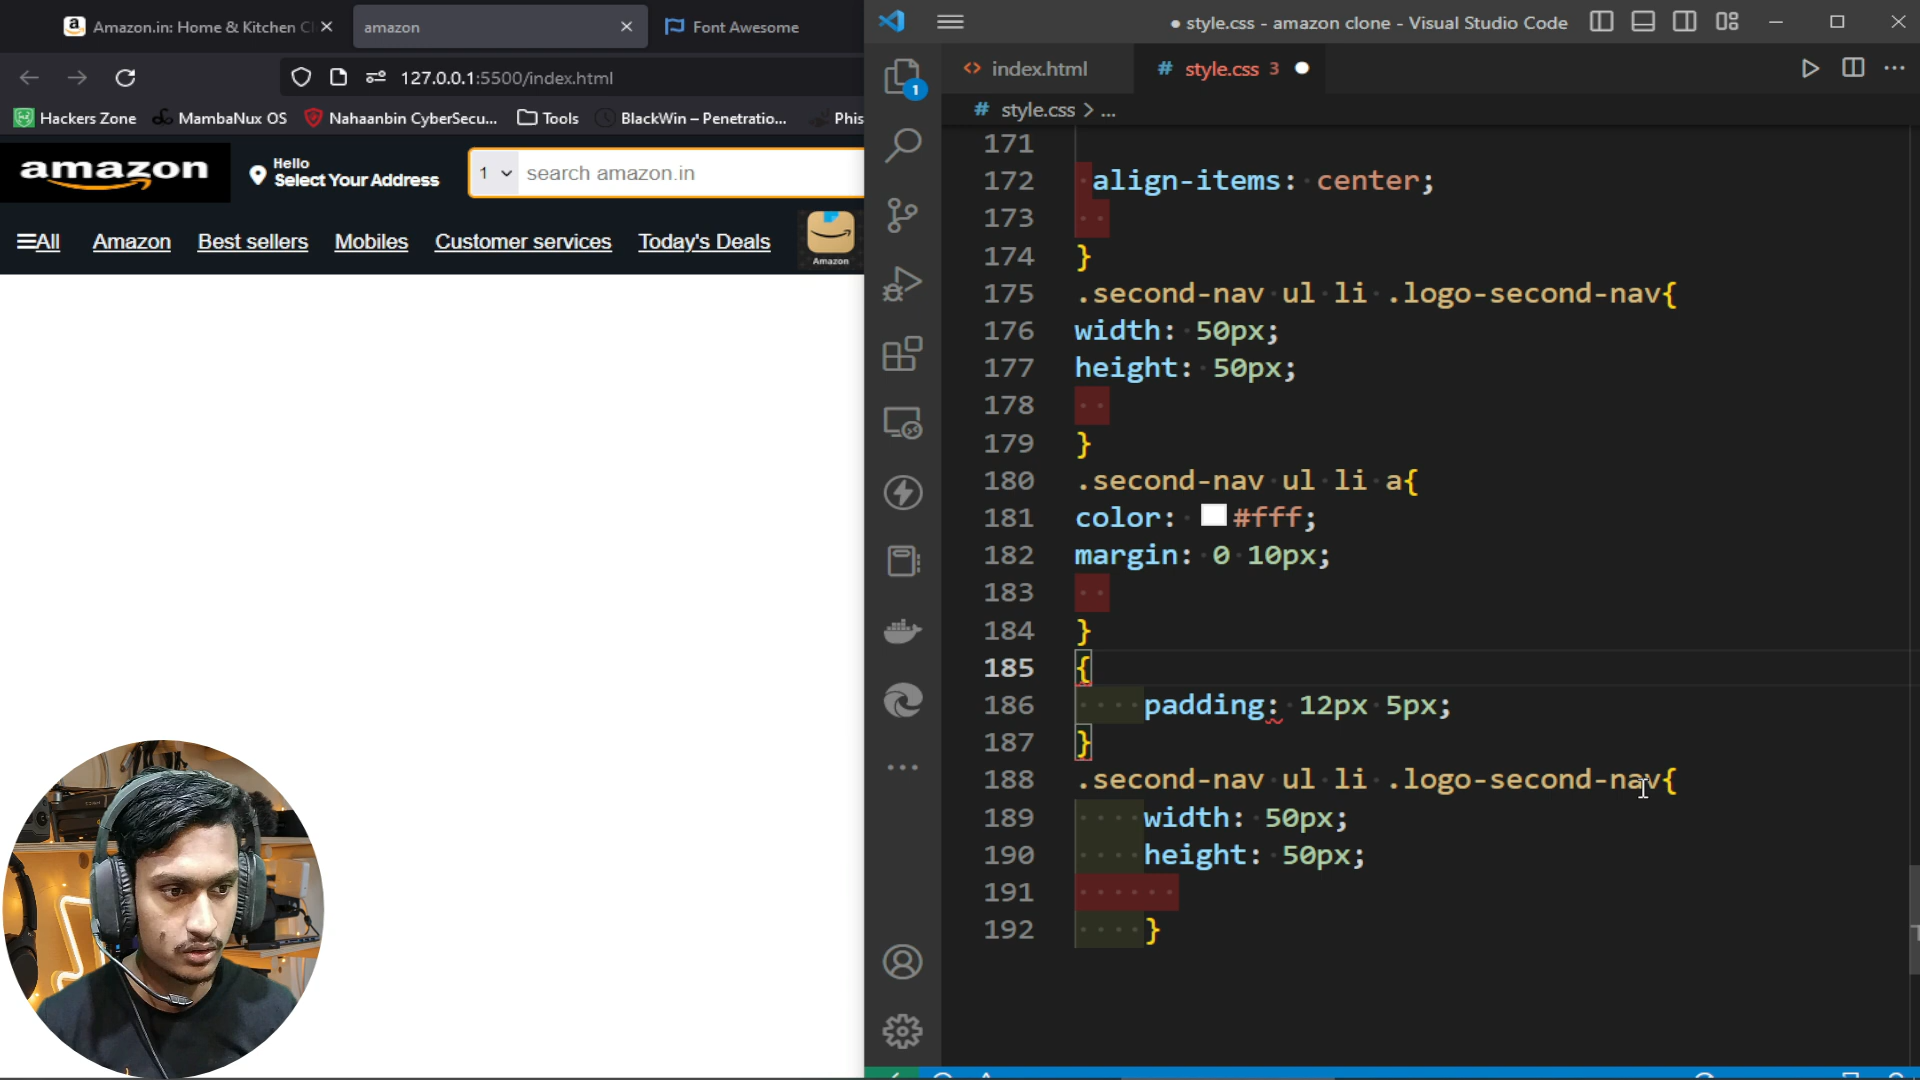 Amazon.in: Home & Kitchen
amazon
Font Awesome
127.0.0.1:5500/index.html
Hackers Zone
MambaNux OS
Nahaanbin CyberSecu...
Tools
BlackWin – Penetratio...
Phis
amazon
Hello
Select Your Address
1
search amazon.in
All
Amazon
Best sellers
Mobiles
Customer services
Today's Deals
Amazon
● style.css - amazon clone - Visual Studio Code
1
<> index.html
# style.css 3 ●
# style.css > ...
171
172 align-items: center;
173
174 }
175 .second-nav ul li .logo-second-nav{
176 width: 50px;
177 height: 50px;
178
179 }
180 .second-nav ul li a{
181 color: #fff;
182 margin: 0 10px;
183
184 }
185 {
186 padding: 12px 5px;
187 }
188 .second-nav ul li .logo-second-nav{
189 width: 50px;
190 height: 50px;
191
192 }